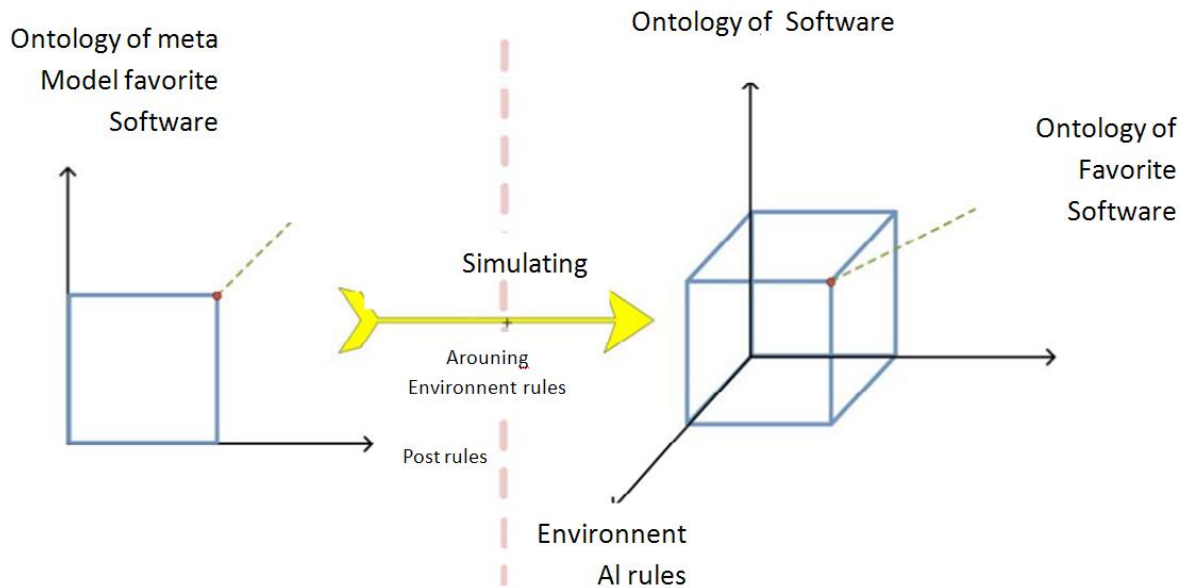 Ontology of meta
Model favorite
Software
Ontology of Software
Ontology of
Favorite
Software
Simulating
Arouning
Environnent rules
Post rules
Environnent
Al rules